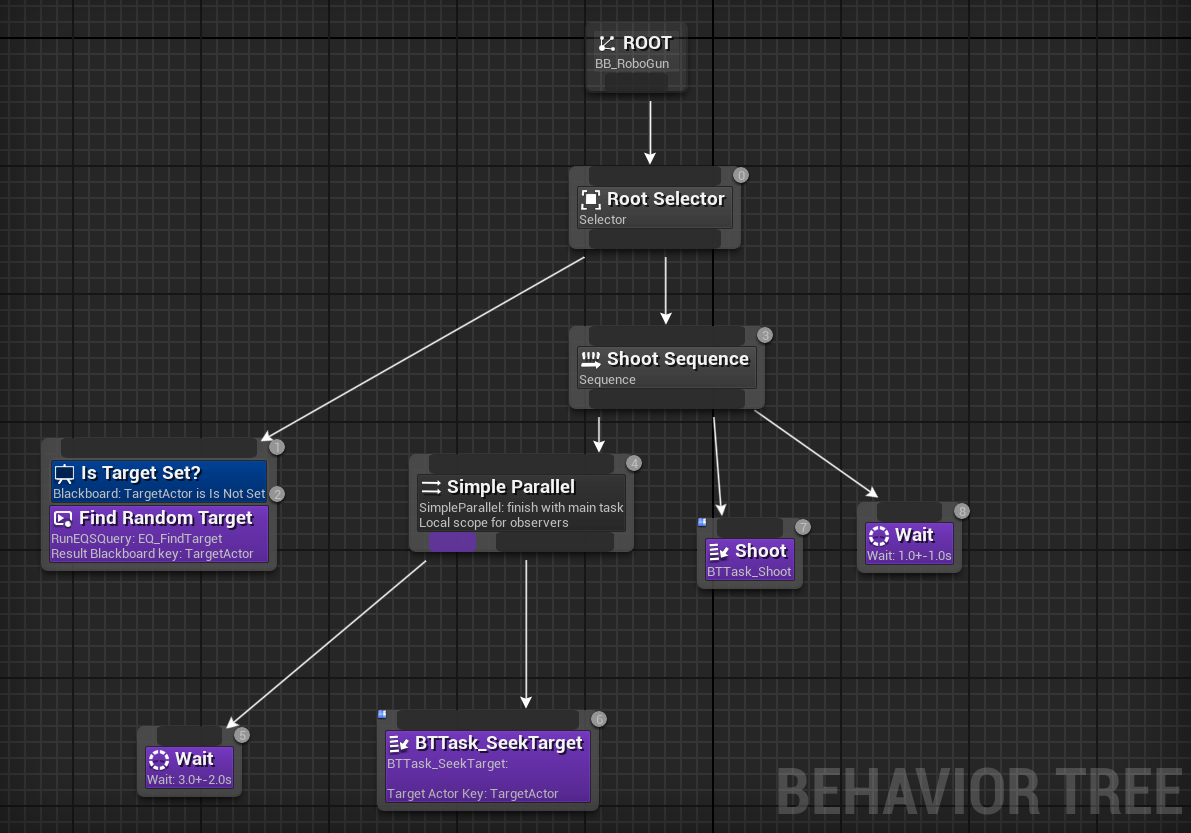 ROOT
BB_RoboGun
0
Root Selector
Selector
3
Shoot Sequence
Sequence
1
Is Target Set?
Blackboard: TargetActor is Is Not Set
2
Find Random Target
RunEQSQuery: EQ_FindTarget
Result Blackboard key: TargetActor
4
Simple Parallel
SimpleParallel: finish with main task
Local scope for observers
7
Shoot
BTTask_Shoot
8
Wait
Wait: 1.0+-1.0s
5
Wait
Wait: 3.0+-2.0s
6
BTTask_SeekTarget
BTTask_SeekTarget:
Target Actor Key: TargetActor
BEHAVIOR TREE